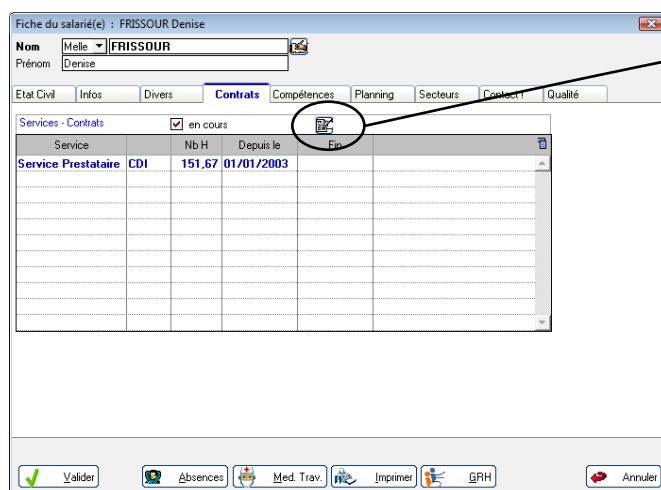 Fiche du salarié(e) : FRISSOUR Denise
Nom Melle FRISSOUR
Prénom Denise
Etat Civil Infos Divers Contrats Compétences Planning Secteurs Contact ! Qualité
Services - Contrats en cours
Service Nb H Depuis le Fin
Service Prestataire CDI 151,67 01/01/2003
Valider Absences Med. Trav. Imprimer GRH Annuler